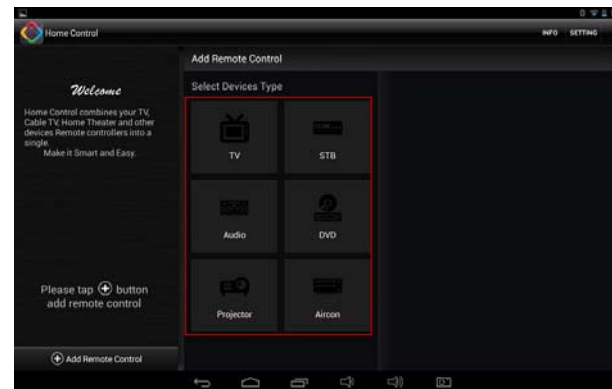 Home Control
INFO
SETTING
Add Remote Control
Welcome
Home Control combines your TV,
Cable TV, Home Theater and other
devices Remote controllers into a
single.
Make it Smart and Easy.
Please tap button
add remote control
Add Remote Control
Select Devices Type
TV
STB
Audio
DVD
Projector
Aircon